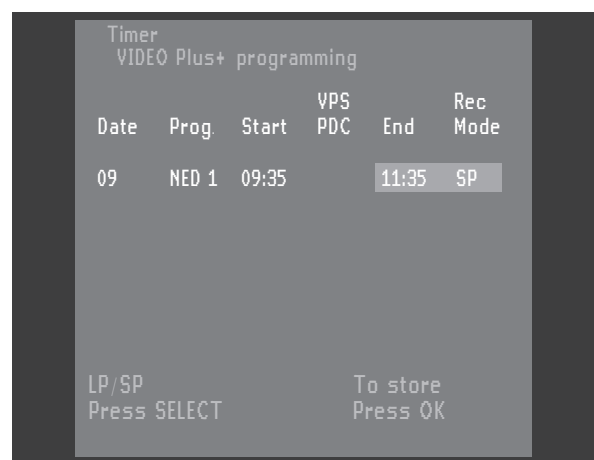 Timer
VIDEO Plus+ programming
VPS Rec
Date Prog. Start PDC End Mode
09 NED 1 09:35 11:35 SP
LP/SP To store
Press SELECT Press OK